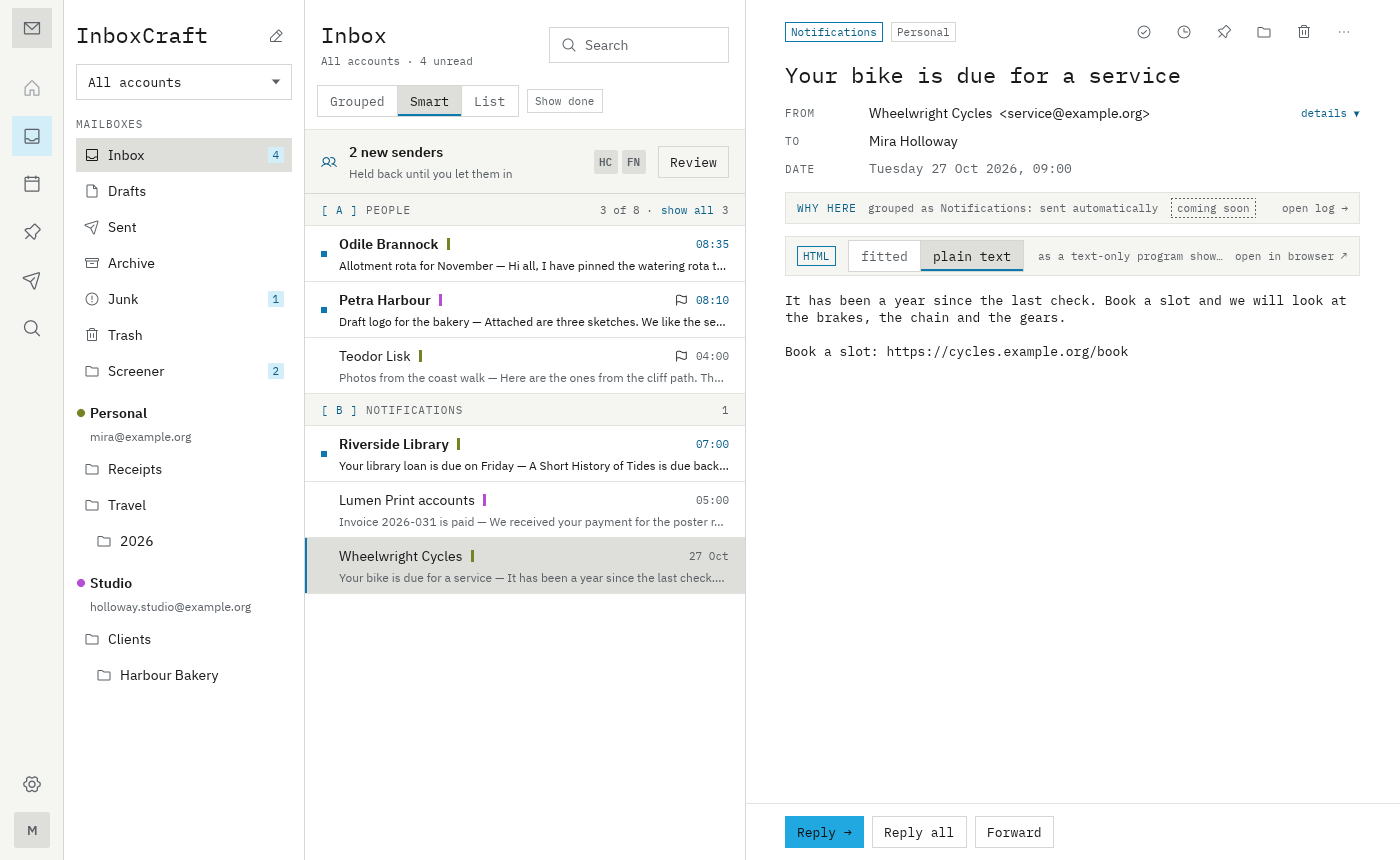 InboxCraft
All accounts
MAILBOXES
Inbox 4
Drafts
Sent
Archive
Junk 1
Trash
Screener 2
Personal
mira@example.org
Receipts
Travel
2026
Studio
holloway.studio@example.org
Clients
Harbour Bakery
M
Inbox
All accounts · 4 unread
Search
Grouped Smart List Show done
2 new senders
Held back until you let them in
HC FN Review
[ A ] PEOPLE 3 of 8 · show all 3
Odile Brannock 08:35
Allotment rota for November — Hi all, I have pinned the watering rota t…
Petra Harbour 08:10
Draft logo for the bakery — Attached are three sketches. We like the se…
Teodor Lisk 04:00
Photos from the coast walk — Here are the ones from the cliff path. Th…
[ B ] NOTIFICATIONS 1
Riverside Library 07:00
Your library loan is due on Friday — A Short History of Tides is due back…
Lumen Print accounts 05:00
Invoice 2026-031 is paid — We received your payment for the poster r…
Wheelwright Cycles 27 Oct
Your bike is due for a service — It has been a year since the last check.…
Notifications Personal
Your bike is due for a service
FROM Wheelwright Cycles <service@example.org> details ▾
TO Mira Holloway
DATE Tuesday 27 Oct 2026, 09:00
WHY HERE grouped as Notifications: sent automatically coming soon open log →
HTML fitted plain text as a text-only program show… open in browser ↗
It has been a year since the last check. Book a slot and we will look at
the brakes, the chain and the gears.
Book a slot: https://cycles.example.org/book
Reply → Reply all Forward